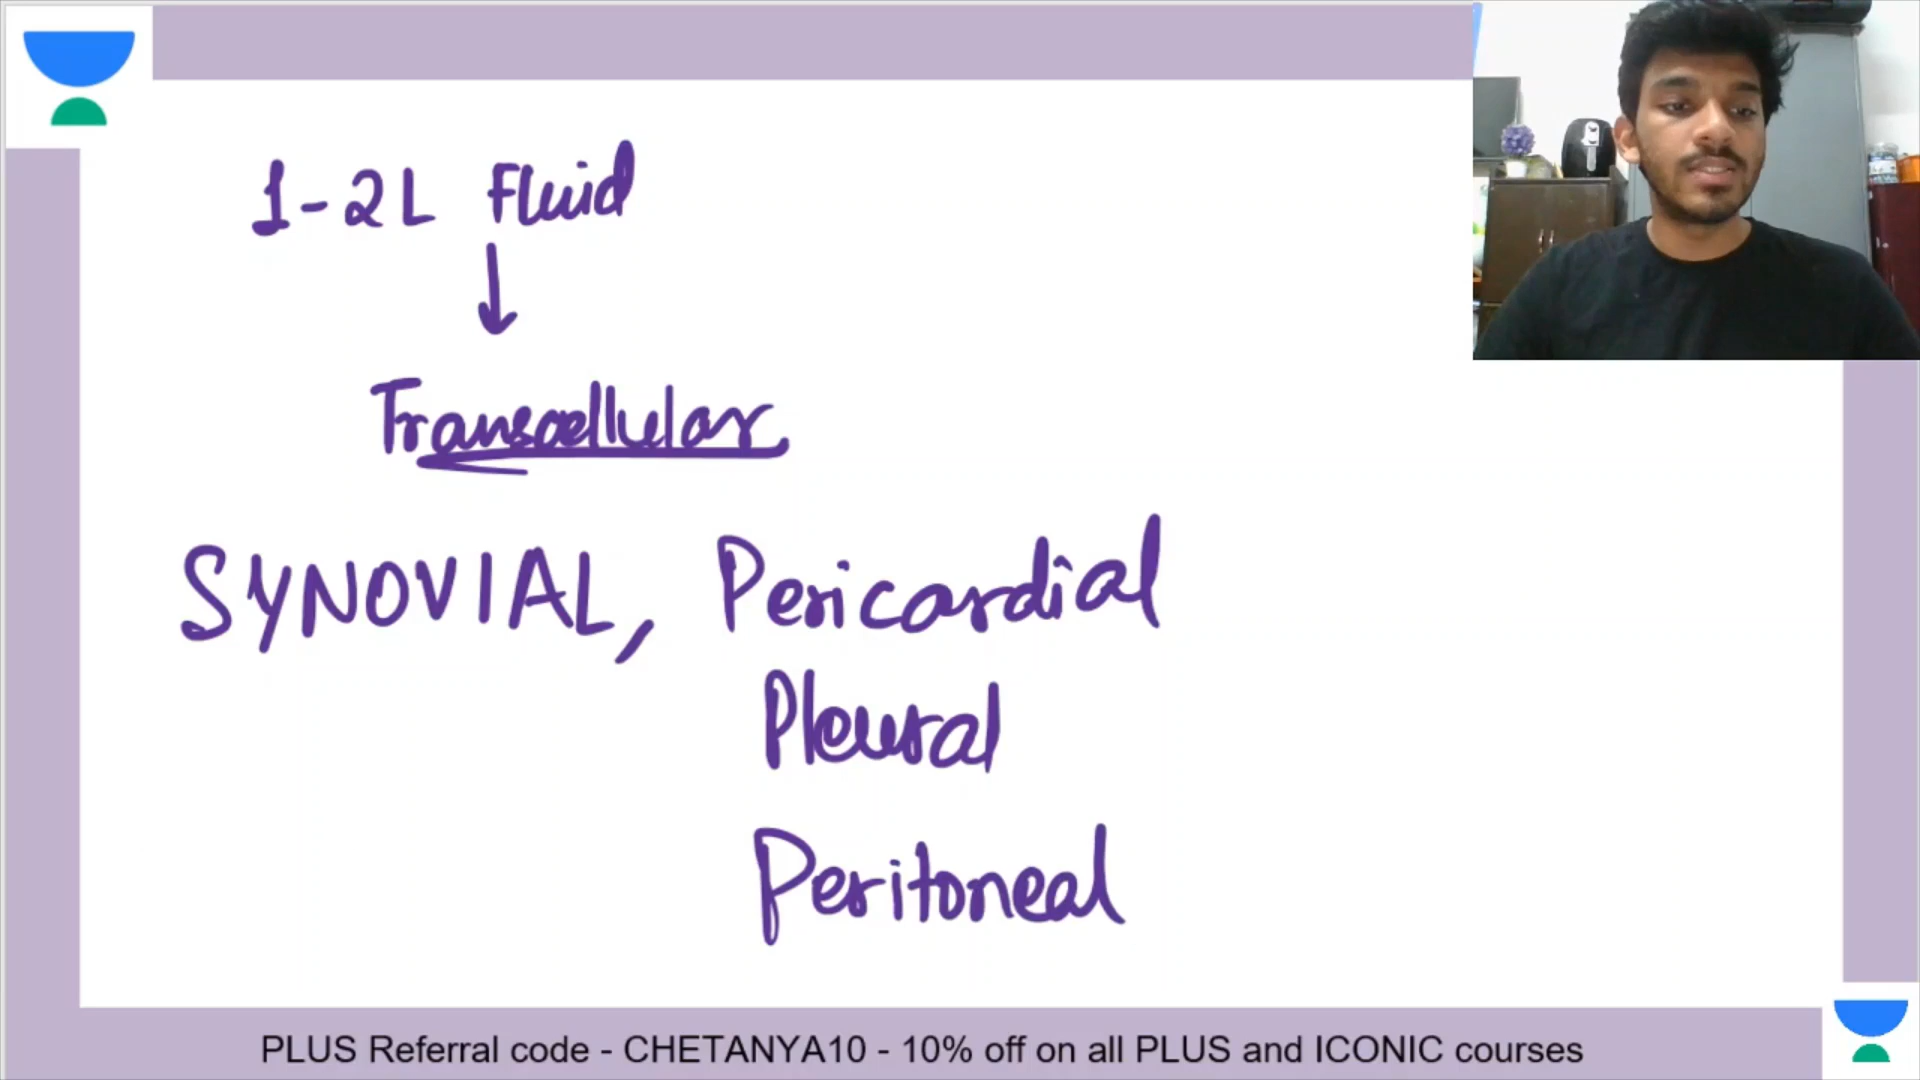 1-2L Fluid
Transcellular
SYNOVIAL, Pericardial
Pleural
Peritoneal
PLUS Referral code - CHETANYA10 - 10% off on all PLUS and ICONIC courses